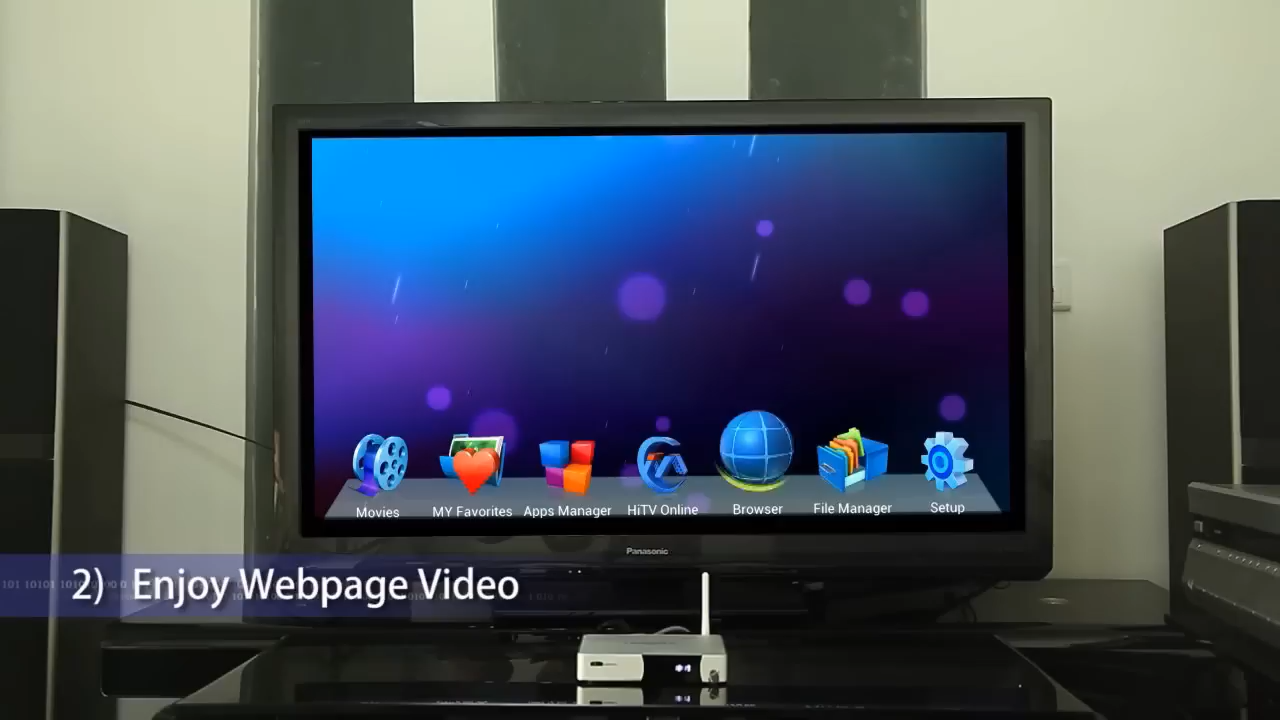 Movies
MY Favorites
Apps Manager
HiTV Online
Browser
File Manager
Setup
Panasonic
2) Enjoy Webpage Video